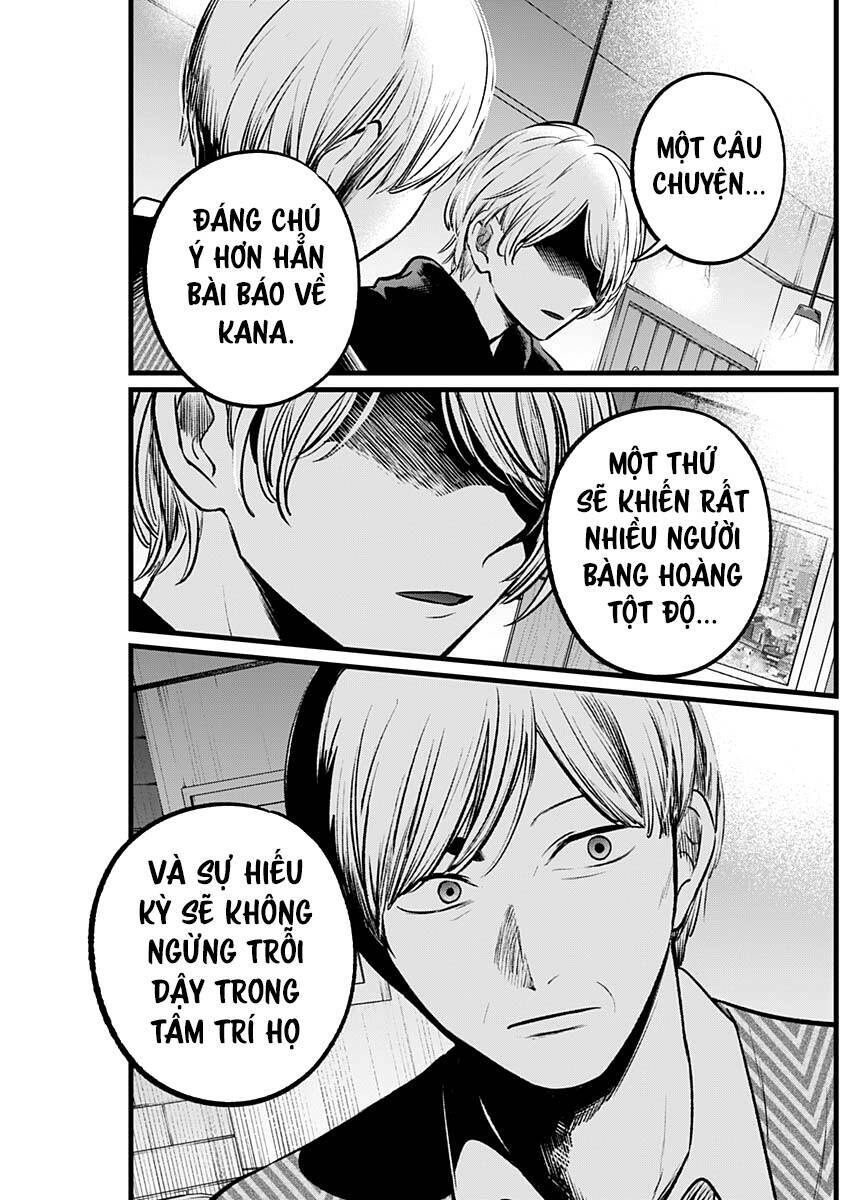 MỘT CÂU
CHUYỆN...
ĐÁNG CHÚ
Ý HƠN HẲN
BÀI BÁO VỀ
KANA.
MỘT THỨ
SẼ KHIẾN RẤT
NHIỀU NGƯỜI
BÀNG HOÀNG
TỘT ĐỘ...
VÀ SỰ HIẾU
KỲ SẼ KHÔNG
NGỪNG TRỖI
DẬY TRONG
TÂM TRÍ HỌ